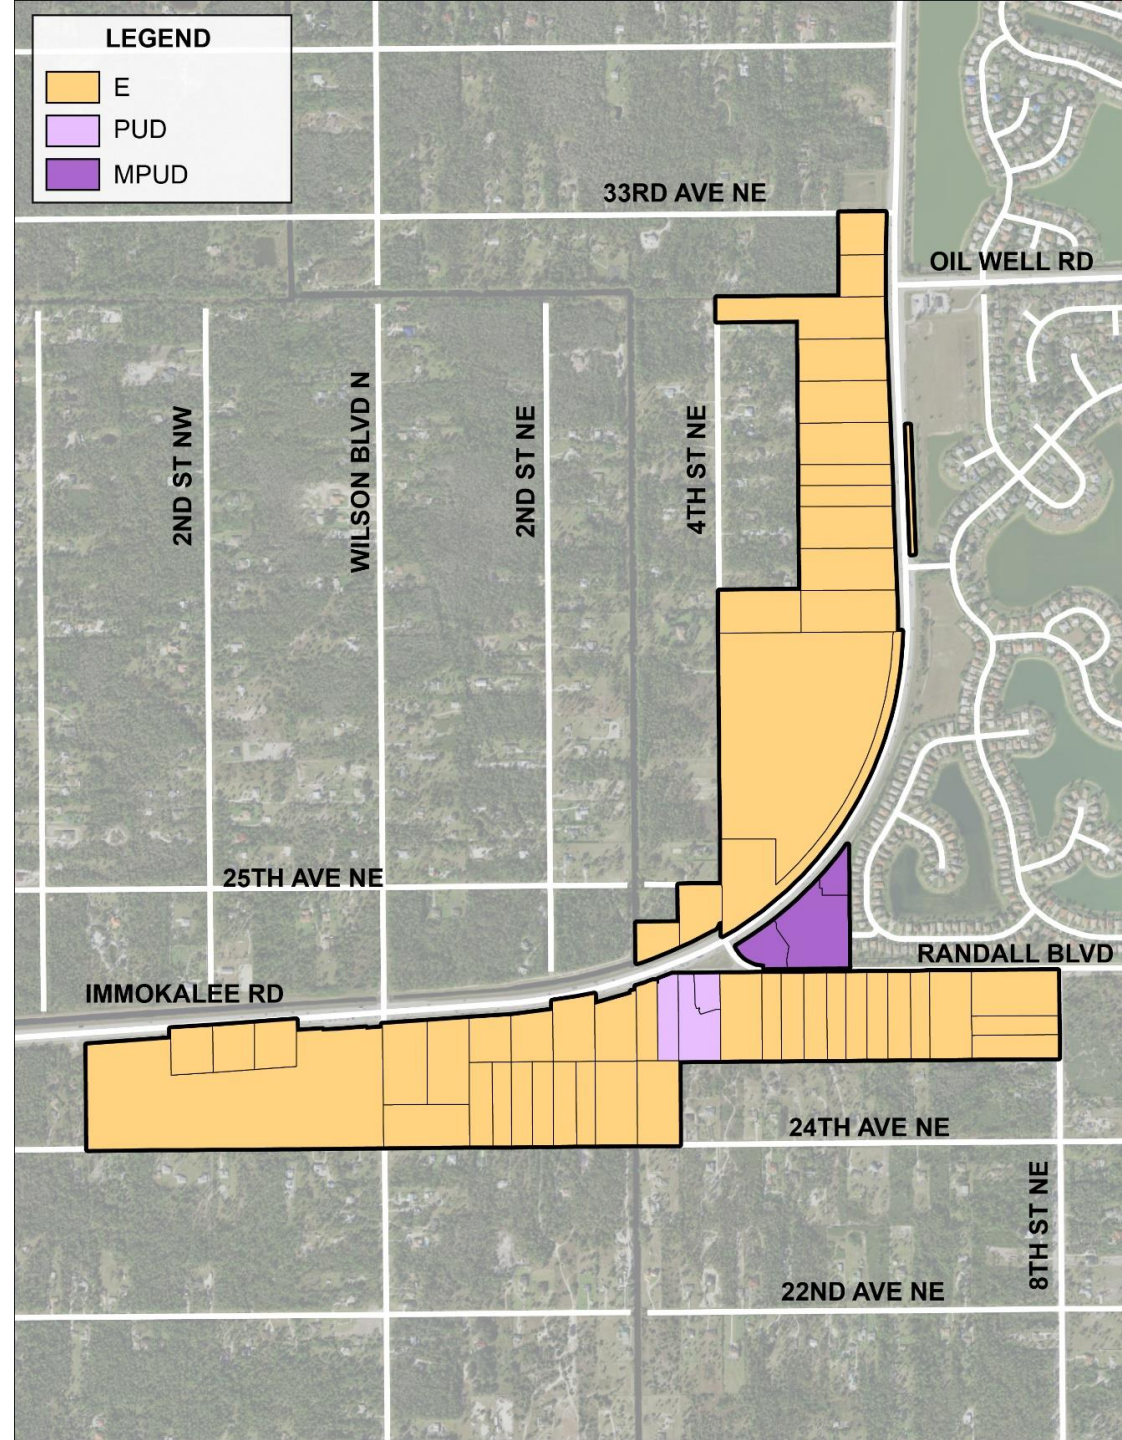 LEGEND
E
PUD
MPUD
33RD AVE NE
OIL WELL RD
2ND ST NW
WILSON BLVD N
2ND ST NE
4TH ST NE
25TH AVE NE
RANDALL BLVD
IMMOKALEE RD
24TH AVE NE
8TH ST NE
22ND AVE NE